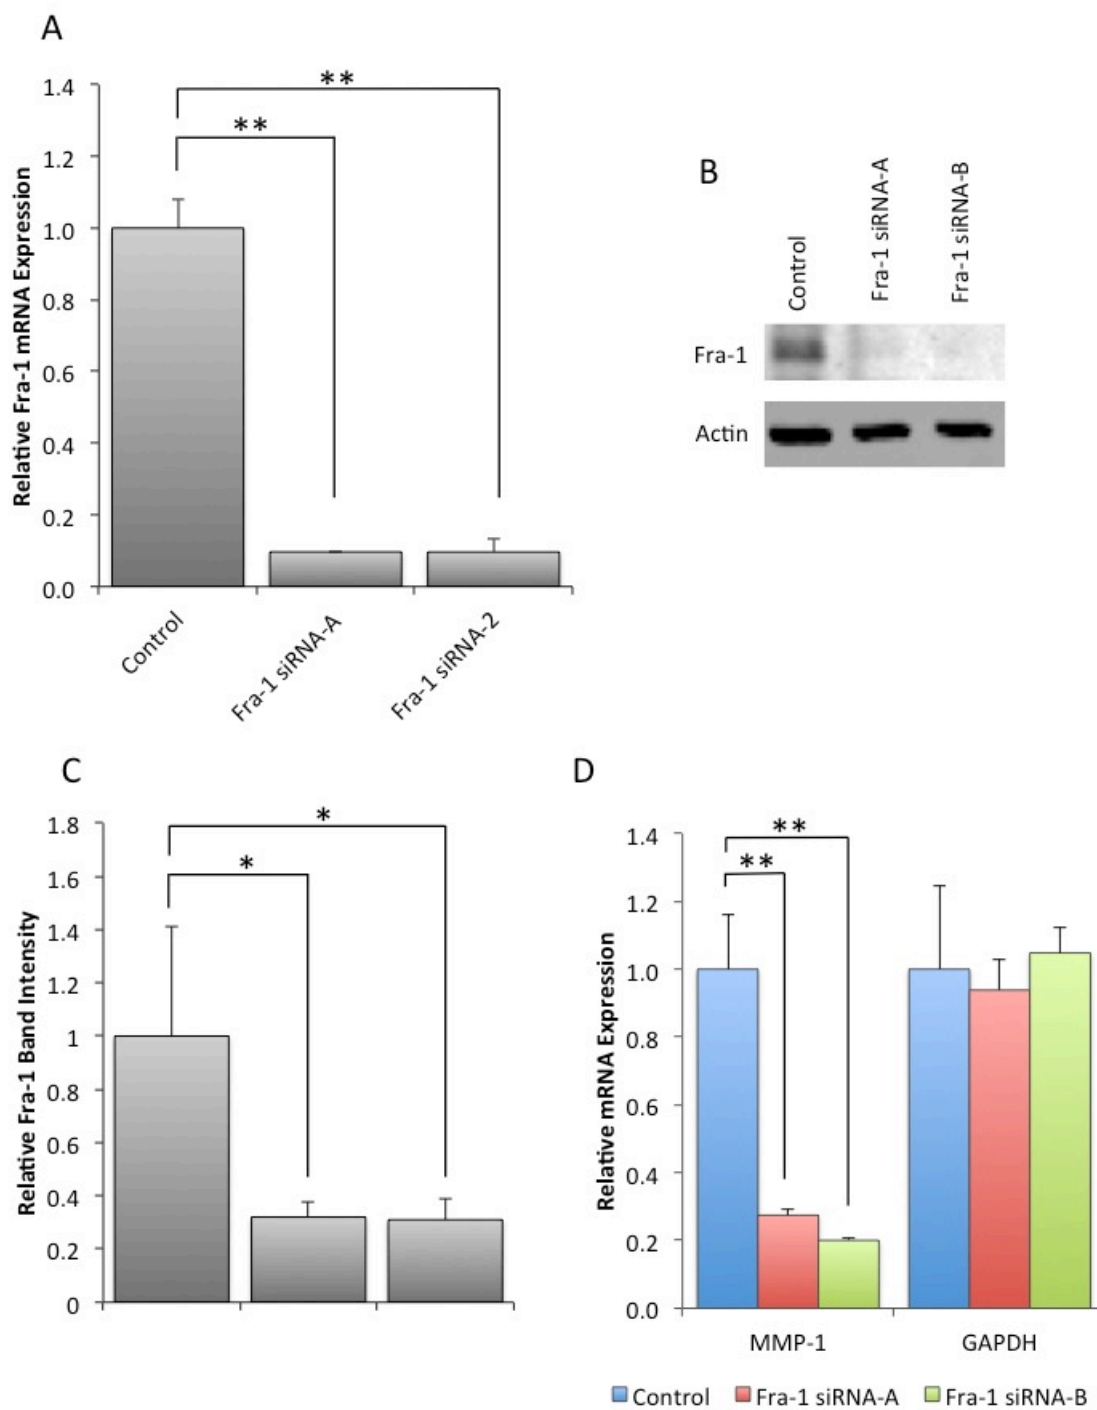 A
**
**
1.4
1.2
1.0
0.8
0.6
0.4
0.2
0.0
Relative Fra-1 mRNA Expression
Control
Fra-1 siRNA-A
Fra-1 siRNA-2
B
Control
Fra-1 siRNA-A
Fra-1 siRNA-B
Fra-1
Actin
C
*
*
1.8
1.6
1.4
1.2
1
0.8
0.6
0.4
0.2
0
Relative Fra-1 Band Intensity
D
**
**
1.4
1.2
1.0
0.8
0.6
0.4
0.2
0.0
Relative mRNA Expression
MMP-1 GAPDH
Control Fra-1 siRNA-A Fra-1 siRNA-B